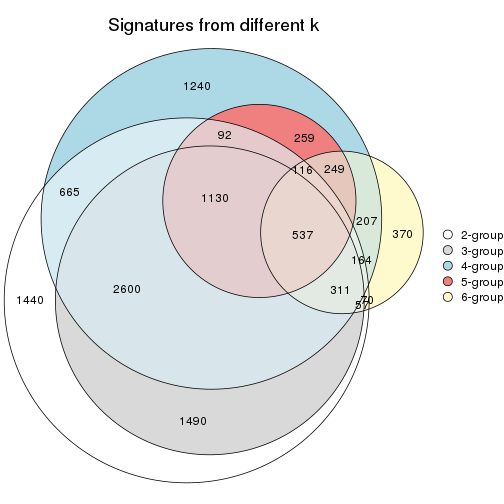 Signatures from different k
1240
92
259
116
249
665
1130
207
370
537
164
2600
311
70
57
1440
1490
2-group
3-group
4-group
5-group
6-group